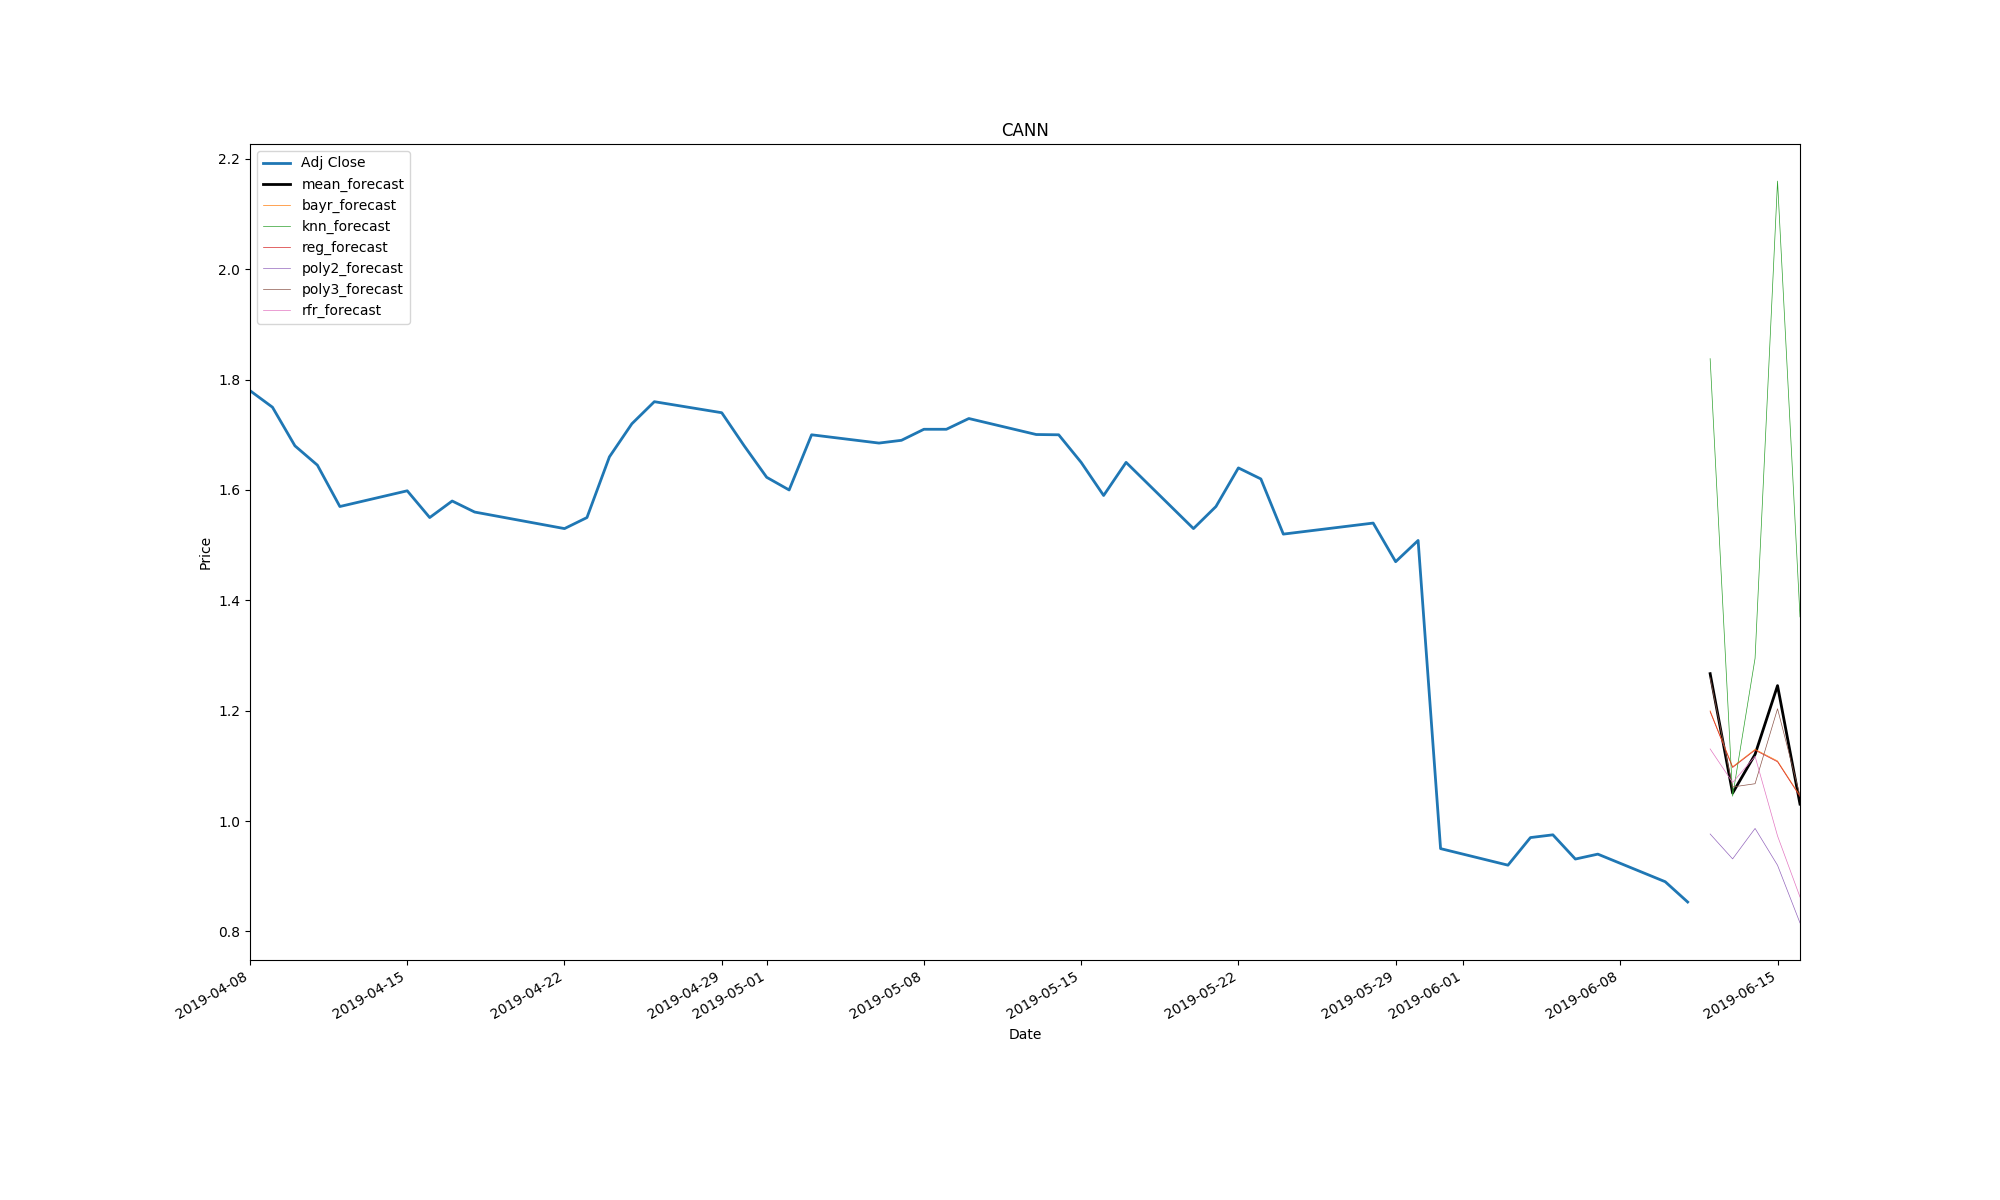 CANN
Adj Close
mean_forecast
bayr_forecast
knn_forecast
reg_forecast
poly2_forecast
poly3_forecast
rfr_forecast
2.2
2.0
1.8
1.6
1.4
1.2
1.0
0.8
Price
2019-04-08
2019-04-15
2019-04-22
2019-04-29
2019-05-01
2019-05-08
2019-05-15
2019-05-22
2019-05-29
2019-06-01
2019-06-08
2019-06-15
Date